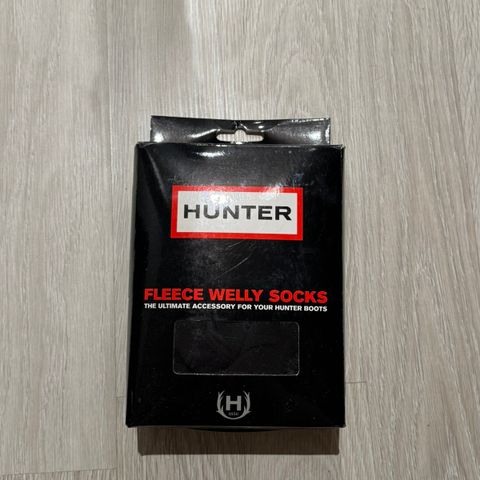 HUNTER
FLEECE WELLY SOCKS
THE ULTIMATE ACCESSORY FOR YOUR HUNTER BOOTS
H